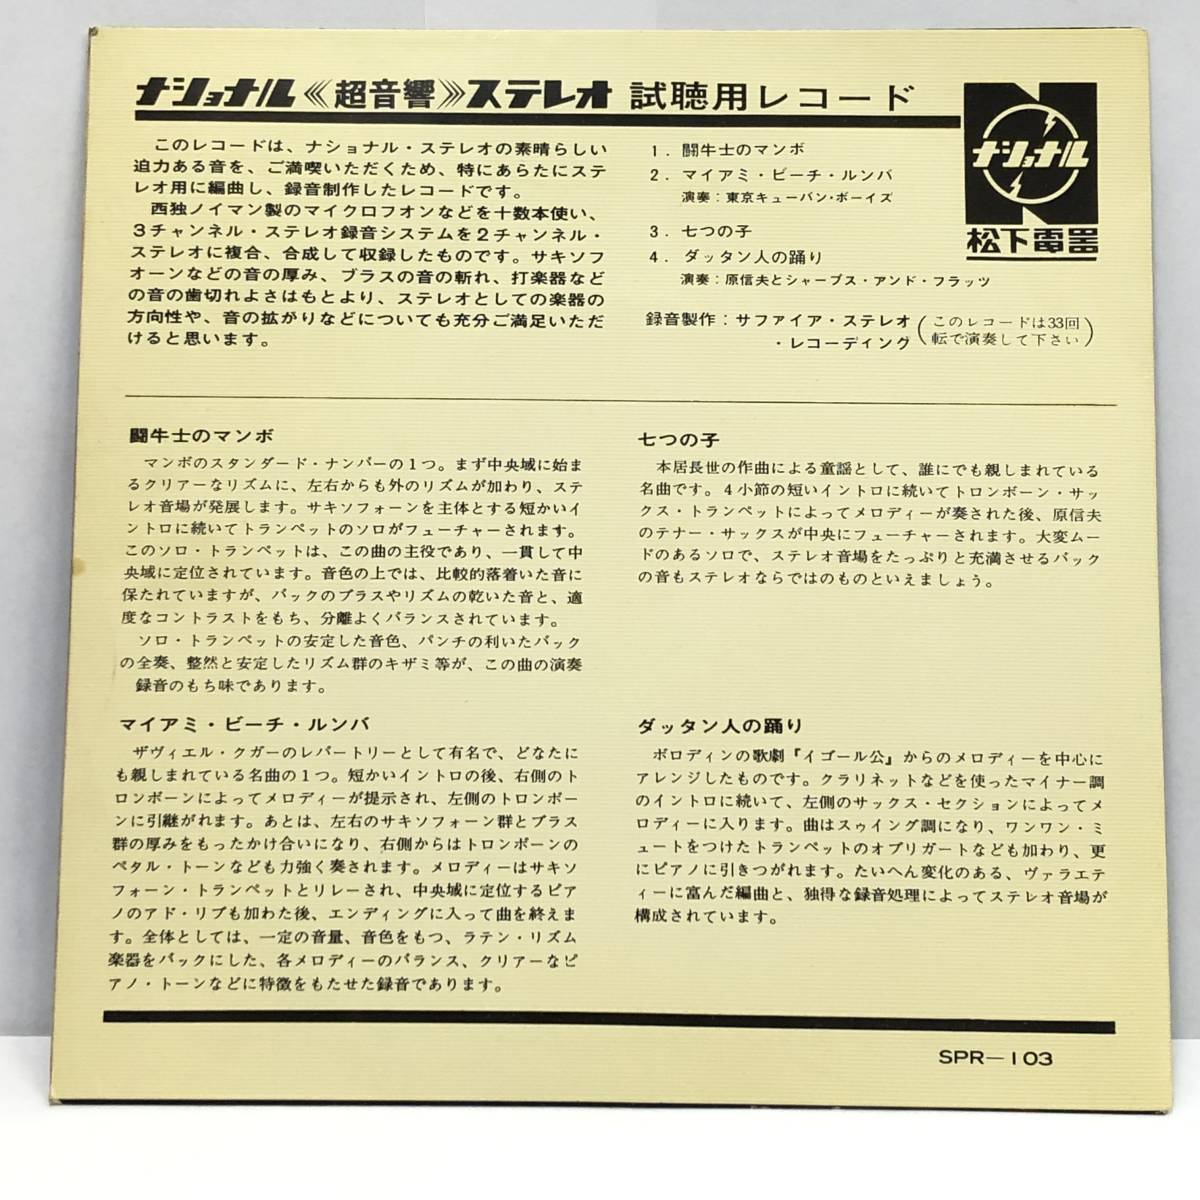 ナショナル《超音響》ステレオ 試聴用レコード
ナショナル
松下電器
このレコードは、ナショナル・ステレオの素晴らしい
迫力ある音を、ご満喫いただくため、特にあらたにステ
レオ用に編曲し、録音制作したレコードです。
西独ノイマン製のマイクロフオンなどを十数本使い、
3チャンネル・ステレオ録音システムを2チャンネル・
ステレオに複合、合成して収録したものです。サキソフ
オーンなどの音の厚み、ブラスの音の斬れ、打楽器など
の音の歯切れよさはもとより、ステレオとしての楽器の
方向性や、音の拡がりなどについても充分ご満足いただ
けると思います。
1. 闘牛士のマンボ
2. マイアミ・ビーチ・ルンバ
演奏：東京キューバン・ボーイズ
3. 七つの子
4. ダッタン人の踊り
演奏：原信夫とシャープス・アンド・フラッツ
録音製作：サファイア・ステレオ
・レコーディング
(このレコードは33回
転で演奏して下さい)
闘牛士のマンボ
マンボのスタンダード・ナンバーの1つ。まず中央域に始ま
るクリアーなリズムに、左右からも外のリズムが加わり、ステ
レオ音場が発展します。サキソフォーンを主体とする短かいイ
ントロに続いてトランペットのソロがフューチャーされます。
このソロ・トランペットは、この曲の主役であり、一貫して中
央域に定位されています。音色の上では、比較的落着いた音に
保たれていますが、バックのブラスやリズムの乾いた音と、適
度なコントラストをもち、分離よくバランスされています。
ソロ・トランペットの安定した音色、パンチの利いたバック
の全奏、整然と安定したリズム群のキザミ等が、この曲の演奏
録音のもち味であります。
マイアミ・ビーチ・ルンバ
ザヴィエル・クガーのレパートリーとして有名で、どなたに
も親しまれている名曲の1つ。短かいイントロの後、右側のト
ロンボーンによってメロディーが提示され、左側のトロンボー
ンに引継がれます。あとは、左右のサキソフォーン群とブラス
群の厚みをもったかけ合いになり、右側からはトロンボーンの
ペタル・トーンなども力強く奏されます。メロディーはサキソ
フォーン・トランペットとリレーされ、中央域に定位するピア
ノのアド・リブも加わた後、エンディングに入って曲を終えま
す。全体としては、一定の音量、音色をもつ、ラテン・リズム
楽器をバックにした、各メロディーのバランス、クリアーなピ
アノ・トーンなどに特徴をもたせた録音であります。
七つの子
本居長世の作曲による童謡として、誰にでも親しまれている
名曲です。4小節の短いイントロに続いてトロンボーン・サッ
クス・トランペットによってメロディーが奏された後、原信夫
のテナー・サックスが中央にフューチャーされます。大変ムー
ドのあるソロで、ステレオ音場をたっぷりと充満させるバック
の音もステレオならではのものといえましょう。
ダッタン人の踊り
ボロディンの歌劇『イゴール公』からのメロディーを中心に
アレンジしたものです。クラリネットなどを使ったマイナー調
のイントロに続いて、左側のサックス・セクションによってメ
ロディーに入ります。曲はスゥイング調になり、ワンワン・ミ
ュートをつけたトランペットのオブリガートなども加わり、更
にピアノに引きつがれます。たいへん変化のある、ヴァラエテ
ィーに富んだ編曲と、独得な録音処理によってステレオ音場が
構成されています。
SPR-103